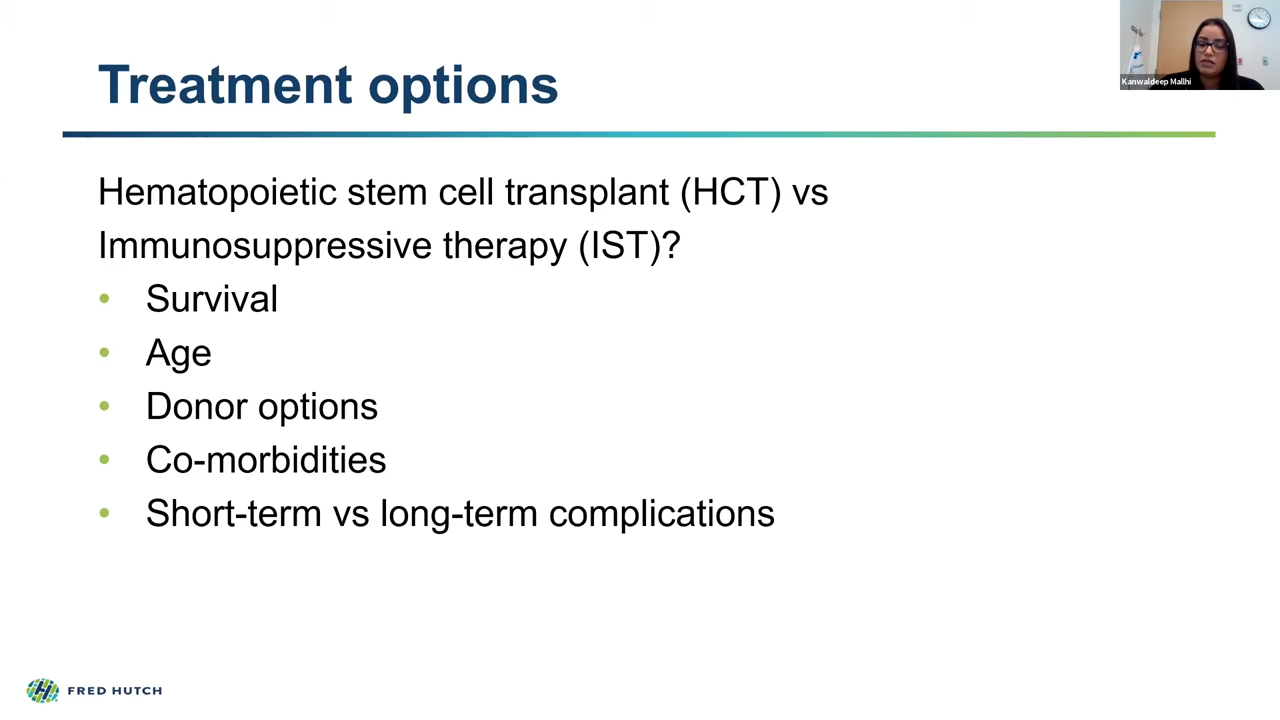 Treatment options
Kanwaldeep Mallhi
Hematopoietic stem cell transplant (HCT) vs
Immunosuppressive therapy (IST)?
• Survival
• Age
• Donor options
• Co-morbidities
• Short-term vs long-term complications
FRED HUTCH